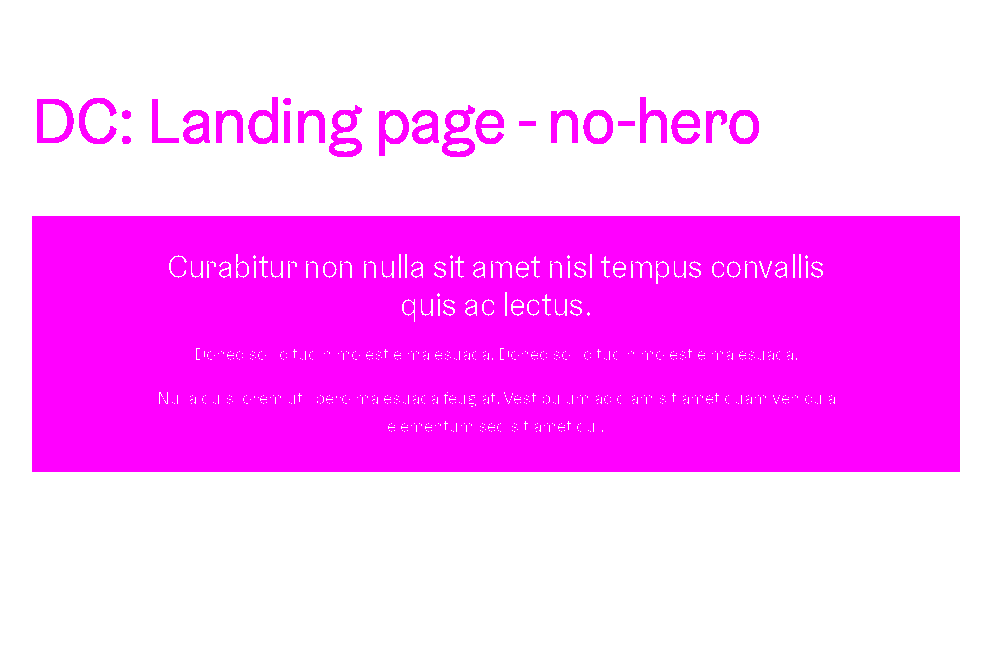 DC: Landing page - no-hero
Curabitur non nulla sit amet nisl tempus convallis
quis ac lectus.
Donec sollicitudin molestie malesuada. Donec sollicitudin molestie malesuada.
Nulla quis lorem ut libero malesuada feugiat. Vestibulum ac diam sit amet quam vehicula
elementum sed sit amet dui.